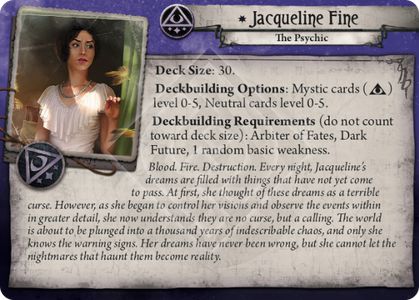 * Jacqueline Fine
The Psychic
Deck Size: 30.
Deckbuilding Options: Mystic cards ( )
level 0-5, Neutral cards level 0-5.
Deckbuilding Requirements (do not count
toward deck size): Arbiter of Fates, Dark
Future, 1 random basic weakness.
Blood. Fire. Destruction. Every night, Jacqueline's
dreams are filled with things that have not yet come
to pass. At first, she thought of these dreams as a terrible
curse. However, as she began to control her visions and observe the events within
in greater detail, she now understands they are no curse, but a calling. The world
is about to be plunged into a thousand years of indescribable chaos, and only she
knows the warning signs. Her dreams have never been wrong, but she cannot let the
nightmares that haunt them become reality.